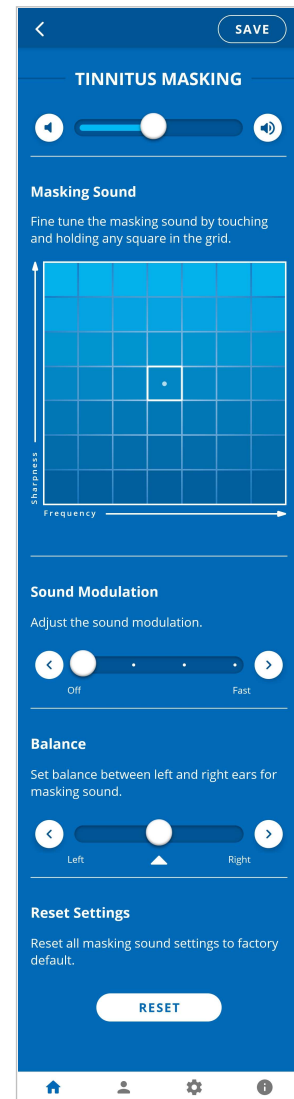 SAVE
TINNITUS MASKING
Masking Sound
Fine tune the masking sound by touching
and holding any square in the grid.
Sharpness
Frequency
Sound Modulation
Adjust the sound modulation.
Off
Fast
Balance
Set balance between left and right ears for
masking sound.
Left
Right
Reset Settings
Reset all masking sound settings to factory
default.
RESET